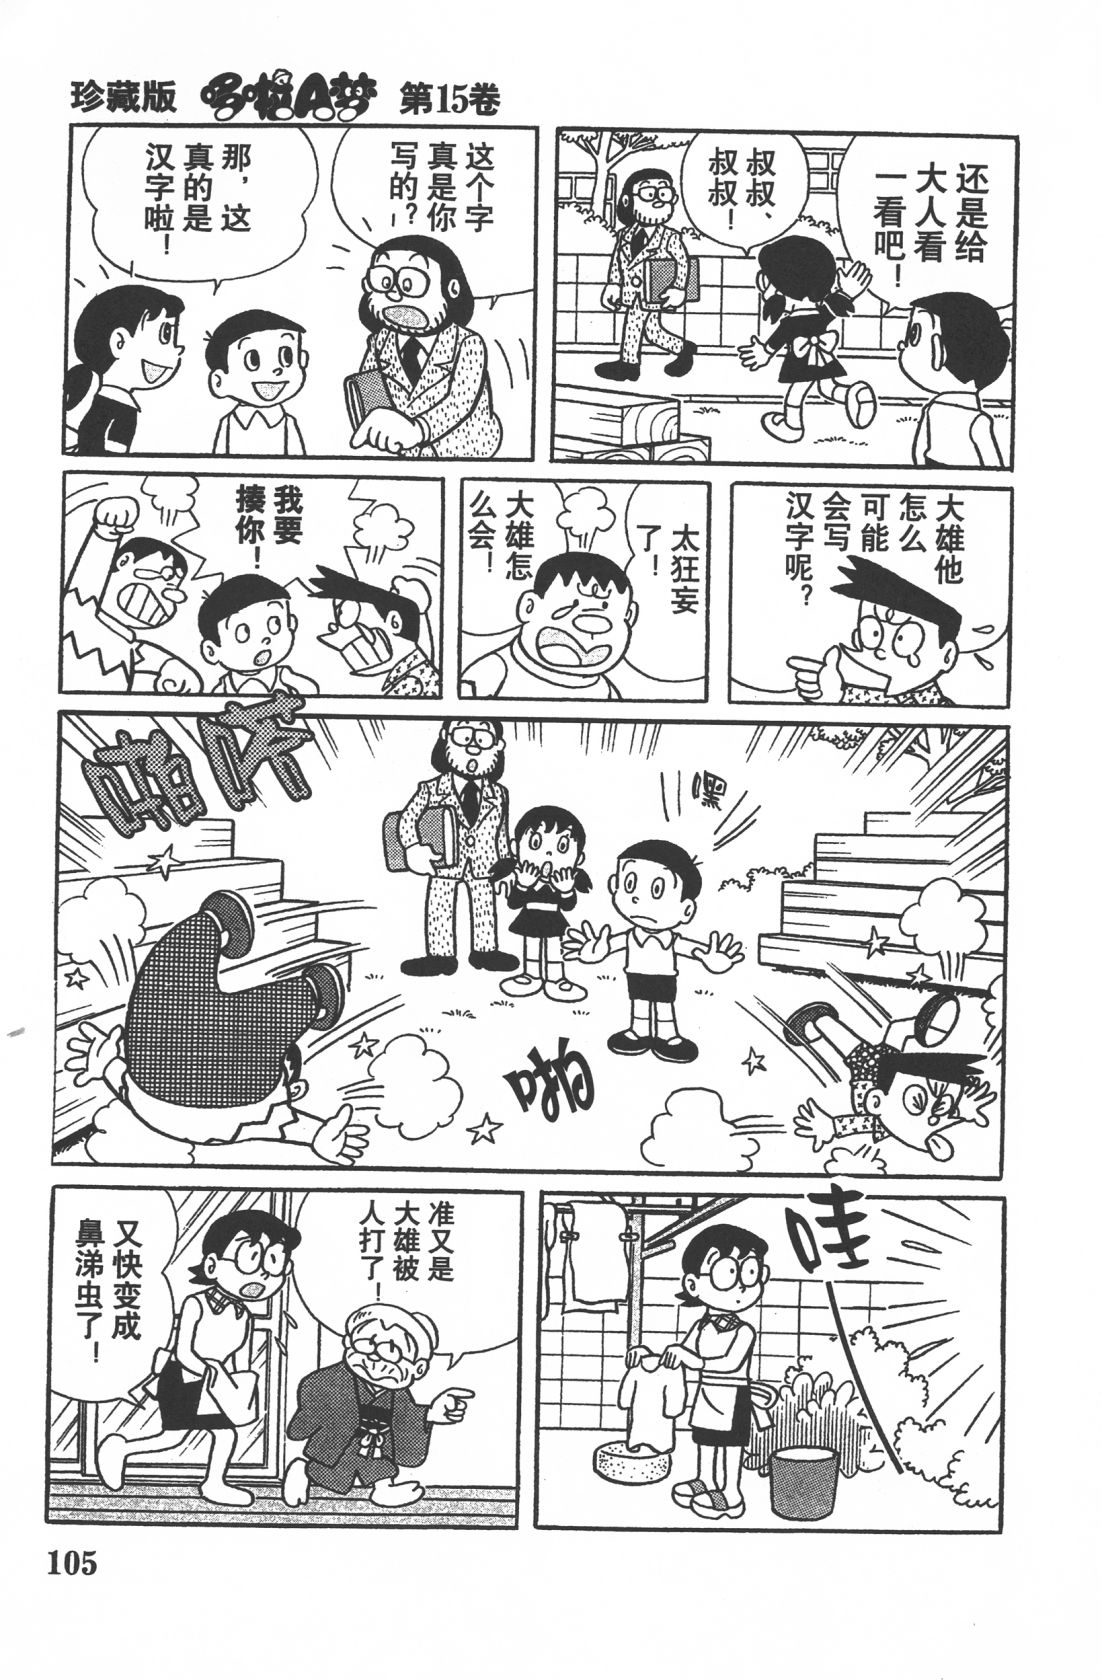 珍藏版 哆啦A梦 第15卷
还是给
大人看
一看吧！
叔叔、
叔叔！
这个字
真是你
写的？
那，这
真的是
汉字啦！
大雄他
怎么
可能
会写
汉字呢？
太狂妄
了！
大雄怎
么会！
我要
揍你！
啪
咔
嘿
啪
哇
准又是
大雄被
人打了！
又快变成
鼻涕虫了！
105